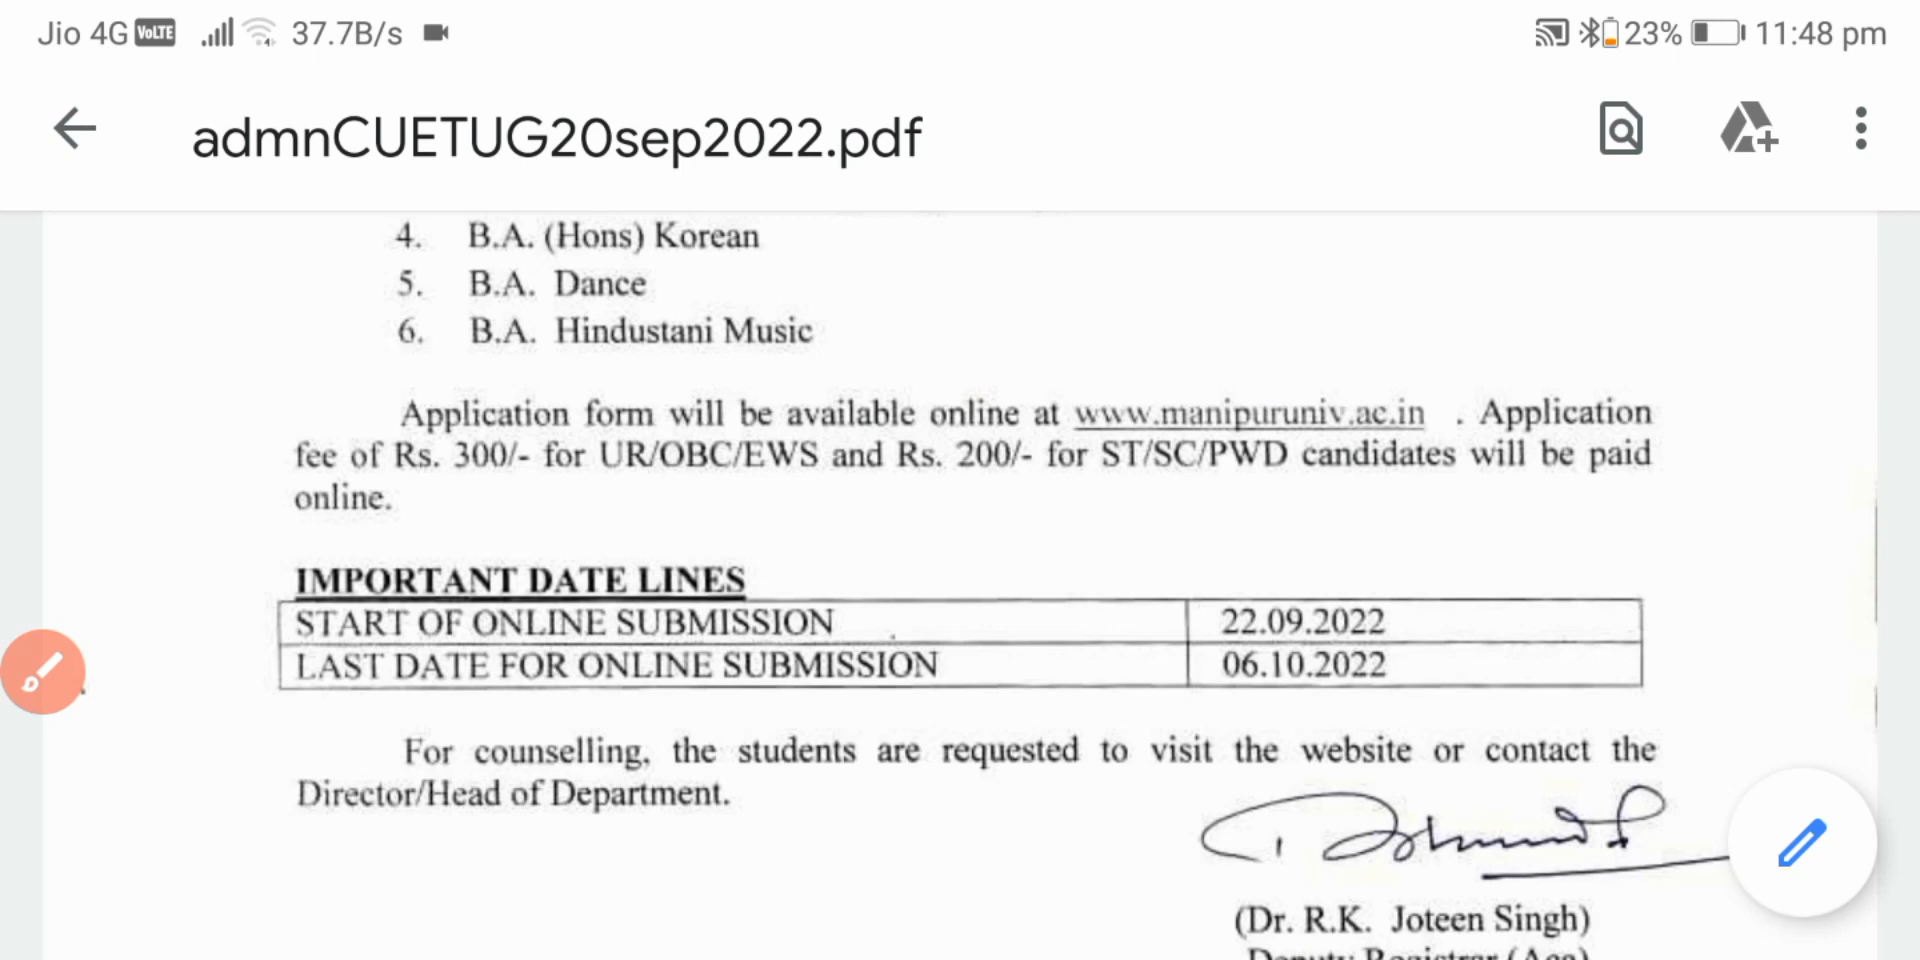 Jio 4G VoLTE 37.7B/s 23% 11:48 pm
admnCUETUG20sep2022.pdf
4. B.A. (Hons) Korean
5. B.A. Dance
6. B.A. Hindustani Music
Application form will be available online at www.manipuruniv.ac.in . Application
fee of Rs. 300/- for UR/OBC/EWS and Rs. 200/- for ST/SC/PWD candidates will be paid
online.
IMPORTANT DATE LINES
START OF ONLINE SUBMISSION 22.09.2022
LAST DATE FOR ONLINE SUBMISSION 06.10.2022
For counselling, the students are requested to visit the website or contact the
Director/Head of Department.
(Dr. R.K. Joteen Singh)
Deputy Registrar (Aca)